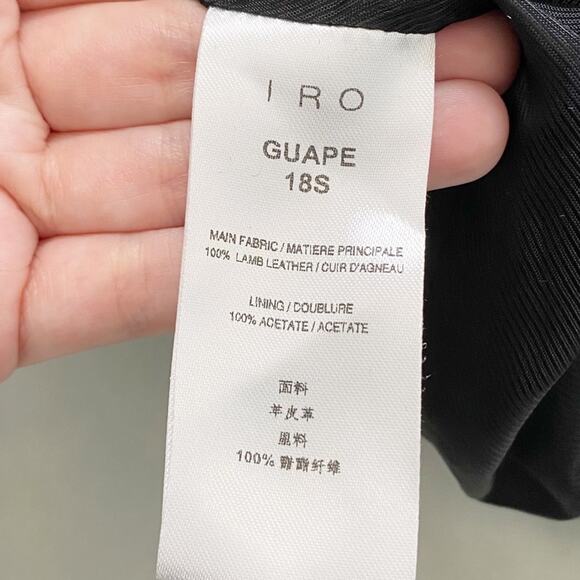 IRO
GUAPE
18S
MAIN FABRIC / MATIERE PRINCIPALE
100% LAMB LEATHER / CUIR D'AGNEAU
LINING / DOUBLURE
100% ACETATE / ACETATE
面料
羊皮革
里料
100% 醋酯纤维